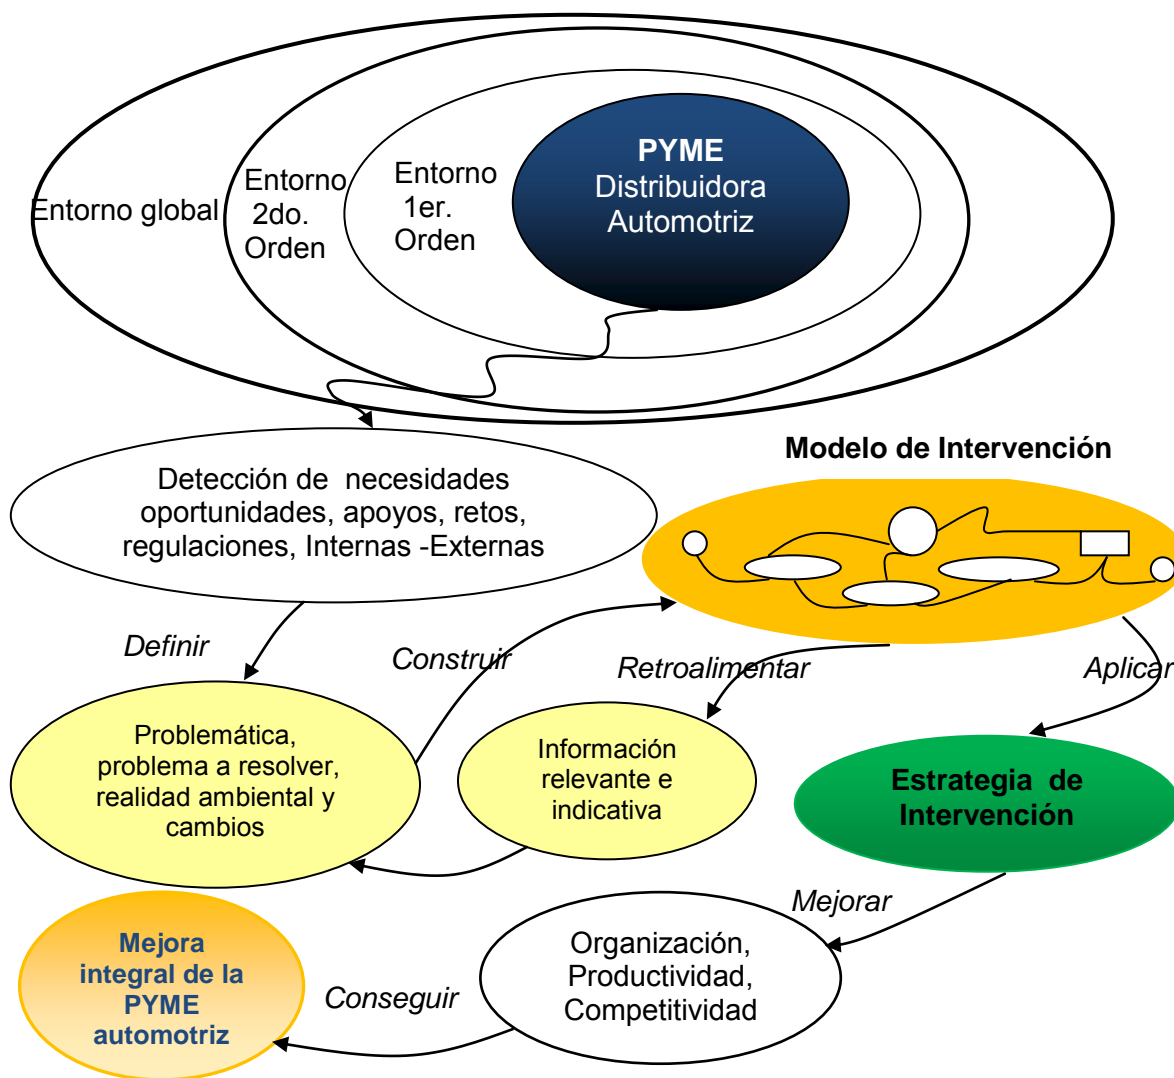 PYME
Distribuidora
Automotriz
Entorno
1er.
Orden
Entorno
2do.
Orden
Entorno global
Detección de necesidades
oportunidades, apoyos, retos,
regulaciones, Internas -Externas
Modelo de Intervención
Definir
Construir
Retroalimentar
Aplicar
Problemática,
problema a resolver,
realidad ambiental y
cambios
Información
relevante e
indicativa
Estrategia de
Intervención
Mejorar
Organización,
Productividad,
Competitividad
Conseguir
Mejora
integral de la
PYME
automotriz